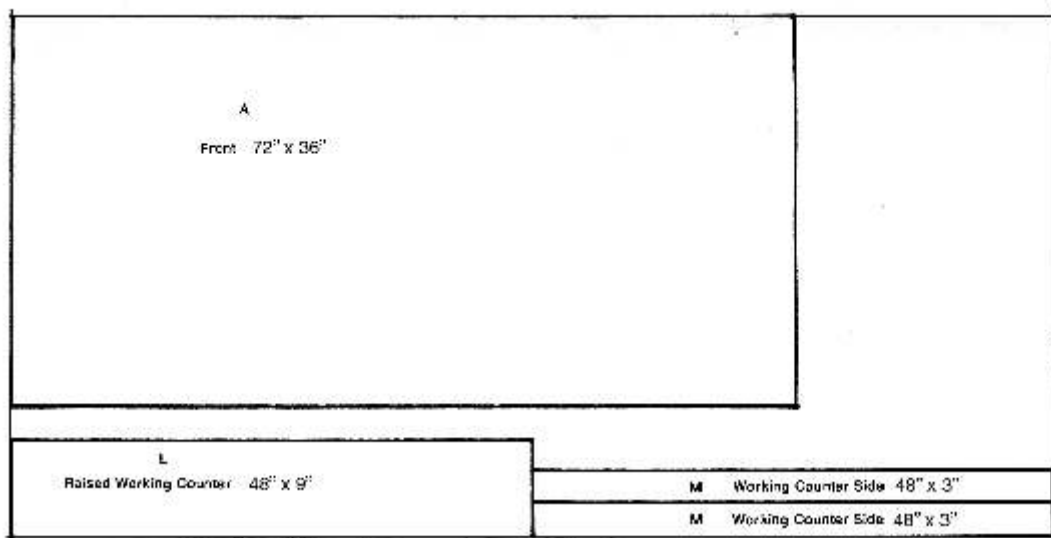 A
Front 72" x 36"
L
Raised Working Counter 48" x 9"
M Working Counter Side 48" x 3"
M Working Counter Side 48" x 3"